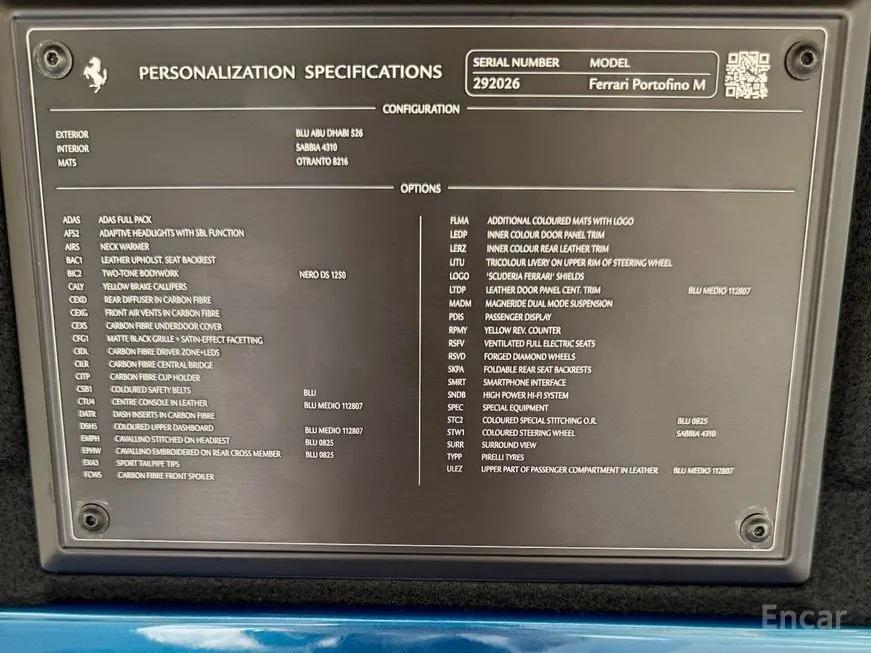 PERSONALIZATION SPECIFICATIONS
SERIAL NUMBER MODEL
292026 Ferrari Portofino M
CONFIGURATION
EXTERIOR BLU ABU DHABI 526
INTERIOR SABBIA 4310
MATS OTRANTO 8216
OPTIONS
ADAS ADAS FULL PACK
AFS2 ADAPTIVE HEADLIGHTS WITH SBL FUNCTION
AIRS NECK WARMER
BAC1 LEATHER UPHOLST. SEAT BACKREST
BIC2 TWO-TONE BODYWORK NERO DS 1250
CALY YELLOW BRAKE CALLIPERS
CEXD REAR DIFFUSER IN CARBON FIBRE
CEXG FRONT AIR VENTS IN CARBON FIBRE
CEXS CARBON FIBRE UNDERDOOR COVER
CFG1 MATTE BLACK GRILLE + SATIN-EFFECT FACETTING
CIDL CARBON FIBRE DRIVER ZONE+LEDS
CILR CARBON FIBRE CENTRAL BRIDGE
CITP CARBON FIBRE CUP HOLDER
CSB1 COLOURED SAFETY BELTS BLU
CTU4 CENTRE CONSOLE IN LEATHER BLU MEDIO 112807
DATR DASH INSERTS IN CARBON FIBRE
DSH5 COLOURED UPPER DASHBOARD BLU MEDIO 112807
EMPH CAVALLINO STITCHED ON HEADREST BLU 0825
EPHW CAVALLINO EMBROIDERED ON REAR CROSS MEMBER BLU 0825
EXA3 SPORT TAILPIPE TIPS
FCWS CARBON FIBRE FRONT SPOILER
FLMA ADDITIONAL COLOURED MATS WITH LOGO
LEDP INNER COLOUR DOOR PANEL TRIM
LERZ INNER COLOUR REAR LEATHER TRIM
LITU TRICOLOUR LIVERY ON UPPER RIM OF STEERING WHEEL
LOGO 'SCUDERIA FERRARI' SHIELDS
LTDP LEATHER DOOR PANEL CENT. TRIM BLU MEDIO 112807
MADM MAGNERIDE DUAL MODE SUSPENSION
PDIS PASSENGER DISPLAY
RPMY YELLOW REV. COUNTER
RSFV VENTILATED FULL ELECTRIC SEATS
RSVD FORGED DIAMOND WHEELS
SKPA FOLDABLE REAR SEAT BACKRESTS
SMRT SMARTPHONE INTERFACE
SNDB HIGH POWER HI-FI SYSTEM
SPEC SPECIAL EQUIPMENT
STC2 COLOURED SPECIAL STITCHING O.R. BLU 0825
STW1 COLOURED STEERING WHEEL SABBIA 4310
SURR SURROUND VIEW
TYPP PIRELLI TYRES
ULEZ UPPER PART OF PASSENGER COMPARTMENT IN LEATHER BLU MEDIO 112807
Encar